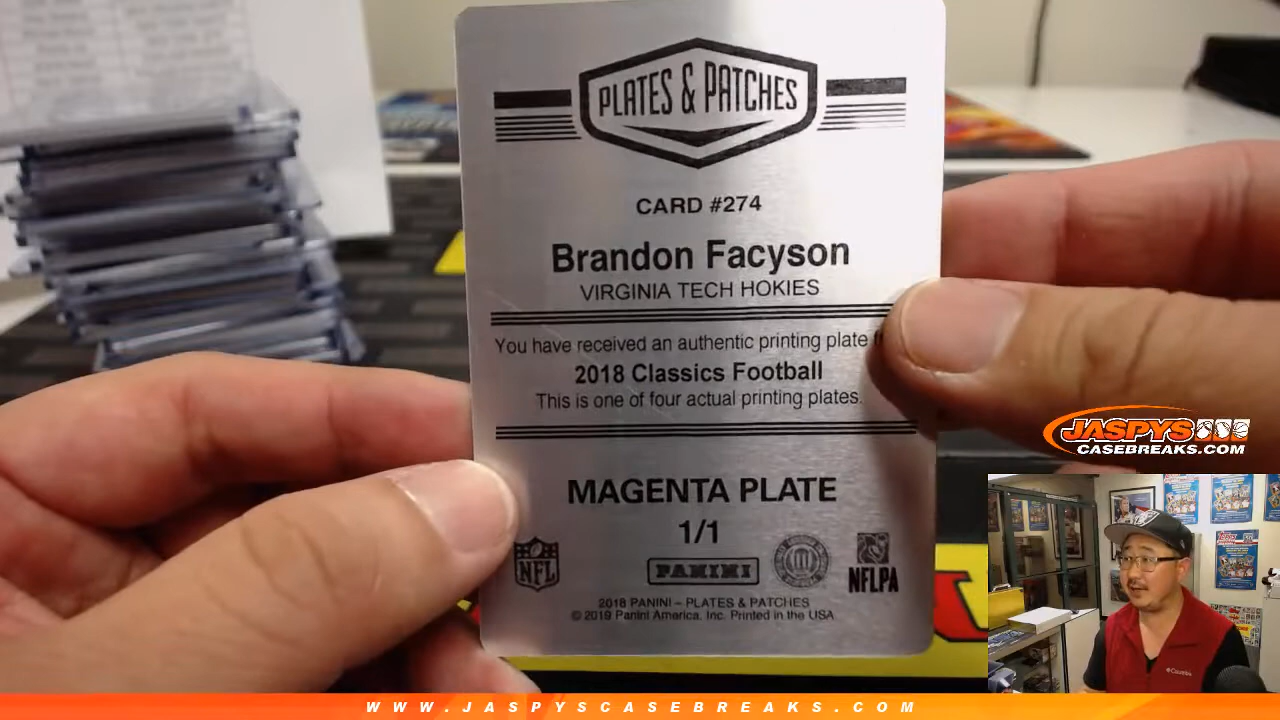 PLATES & PATCHES
CARD #274
Brandon Facyson
VIRGINIA TECH HOKIES
You have received an authentic printing plate
2018 Classics Football
This is one of four actual printing plates.
MAGENTA PLATE
1/1
NFL
PANINI
NFLPA
2018 PANINI – PLATES & PATCHES
© 2019 Panini America, Inc. Printed in the USA
JASPYS
CASEBREAKS.COM
Columbia
WWW.JASPYSCASEBREAKS.COM